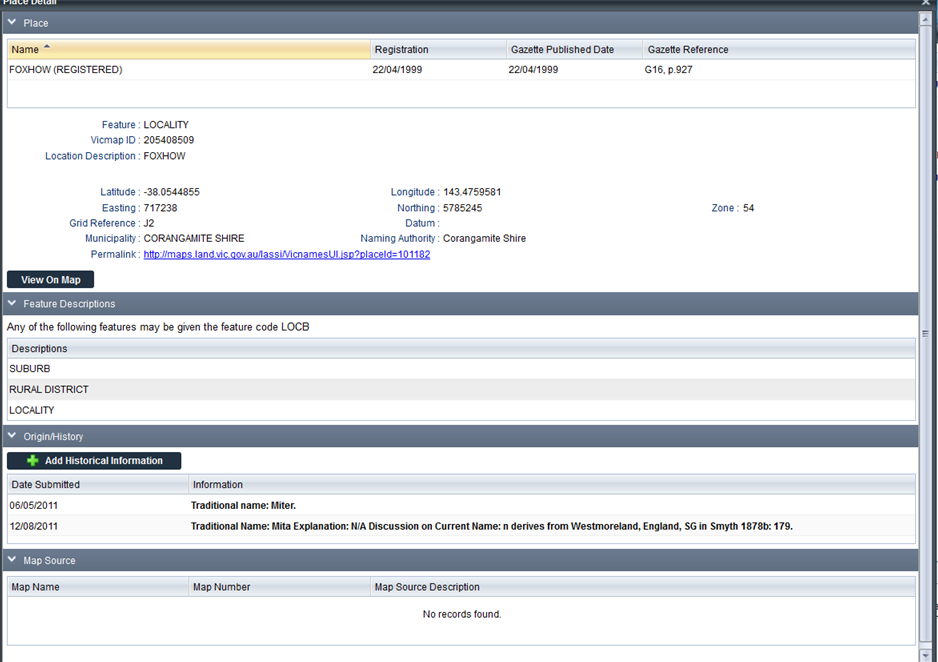 Place Detail
Place
Name Registration Gazette Published Date Gazette Reference
FOXHOW (REGISTERED) 22/04/1999 22/04/1999 G16, p.927
Feature : LOCALITY
Vicmap ID : 205408509
Location Description : FOXHOW
Latitude : -38.0544855 Longitude : 143.4759581
Easting : 717238 Northing : 5785245 Zone : 54
Grid Reference : J2 Datum :
Municipality : CORANGAMITE SHIRE Naming Authority : Corangamite Shire
Permalink : http://maps.land.vic.gov.au/lassi/VicnamesUI.jsp?placeId=101182
View On Map
Feature Descriptions
Any of the following features may be given the feature code LOCB
Descriptions
SUBURB
RURAL DISTRICT
LOCALITY
Origin/History
Add Historical Information
Date Submitted Information
06/05/2011 Traditional name: Miter.
12/08/2011 Traditional Name: Mita Explanation: N/A Discussion on Current Name: n derives from Westmoreland, England, SG in Smyth 1878b: 179.
Map Source
Map Name Map Number Map Source Description
No records found.